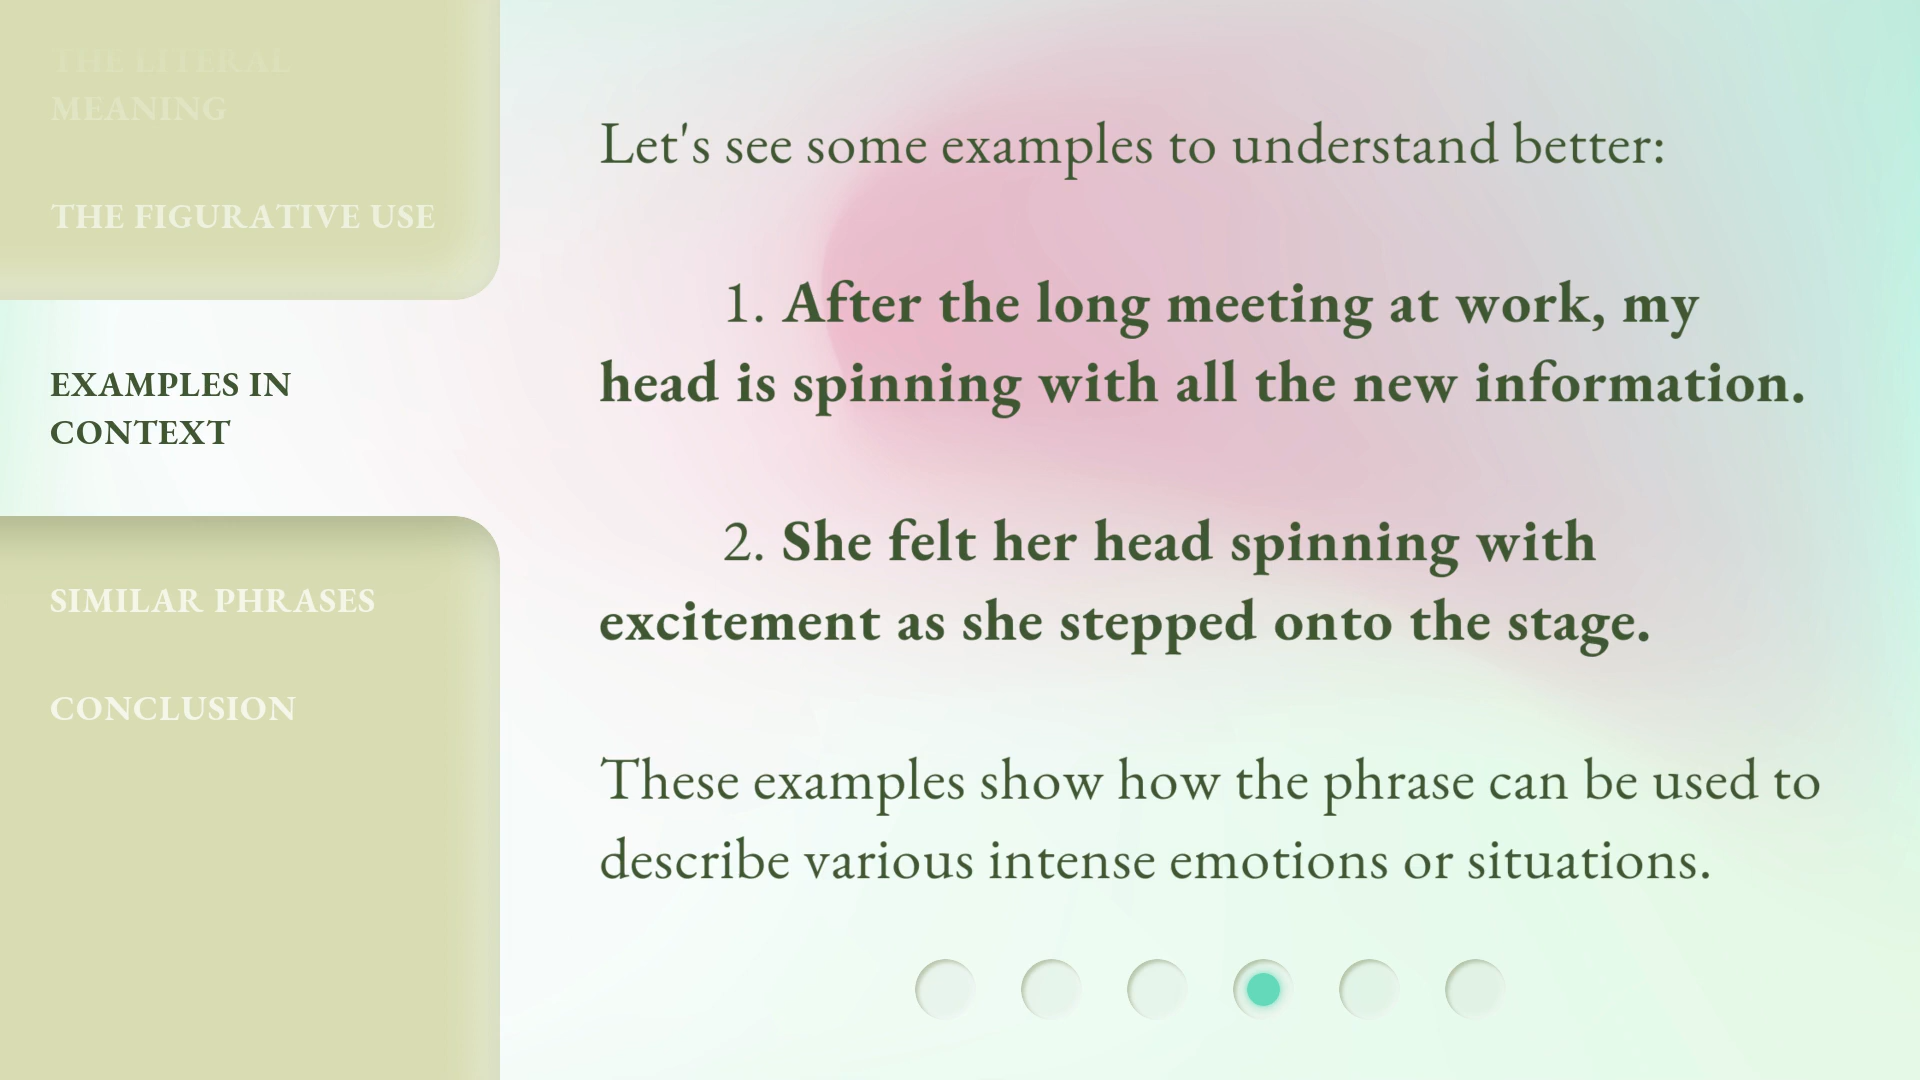 THE LITERAL
MEANING
THE FIGURATIVE USE
EXAMPLES IN
CONTEXT
SIMILAR PHRASES
CONCLUSION
Let's see some examples to understand better:
1. After the long meeting at work, my
head is spinning with all the new information.
2. She felt her head spinning with
excitement as she stepped onto the stage.
These examples show how the phrase can be used to
describe various intense emotions or situations.